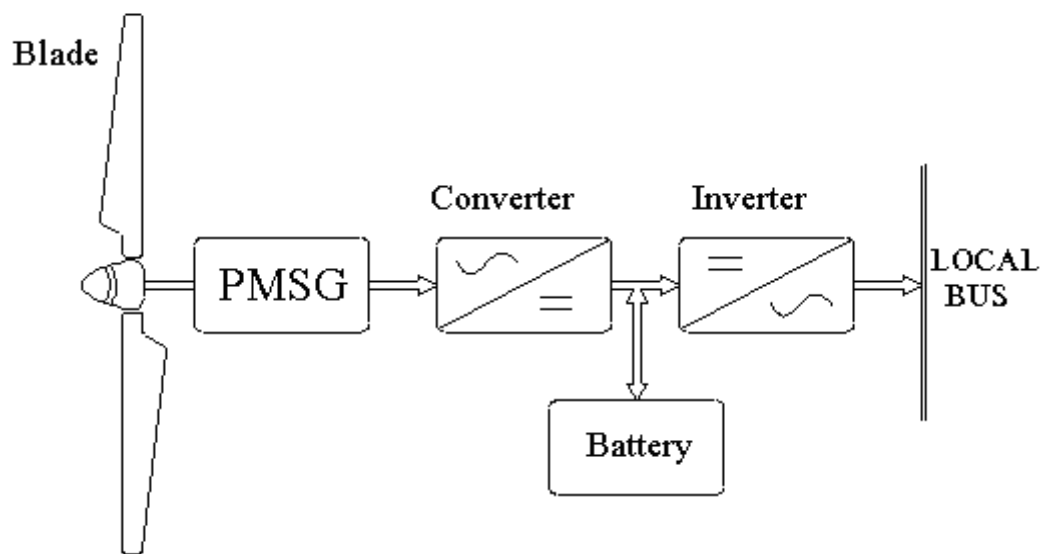 Blade
Converter
Inverter
PMSG
LOCAL
BUS
Battery